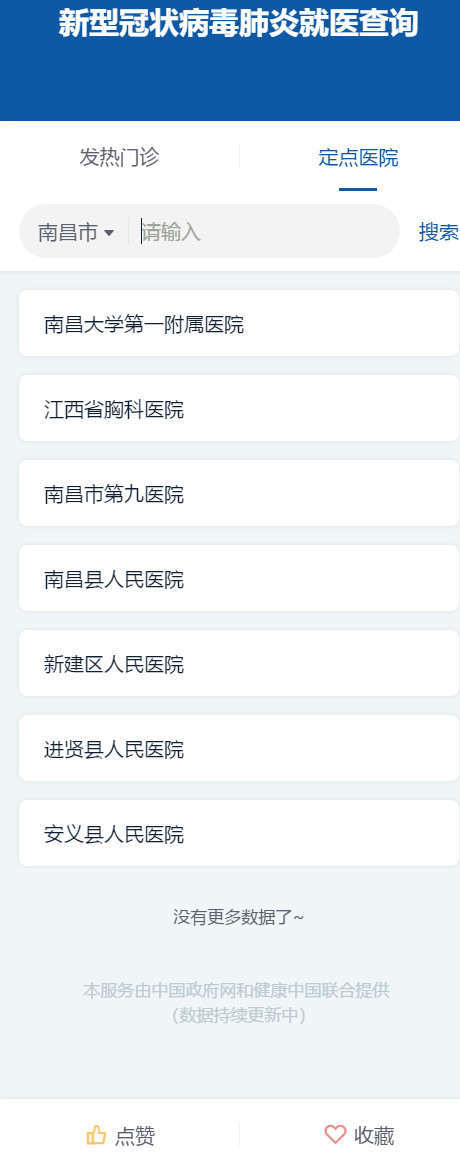 新型冠状病毒肺炎就医查询
发热门诊
定点医院
南昌市
请输入
搜索
南昌大学第一附属医院
江西省胸科医院
南昌市第九医院
南昌县人民医院
新建区人民医院
进贤县人民医院
安义县人民医院
没有更多数据了~
本服务由中国政府网和健康中国联合提供
（数据持续更新中）
点赞
收藏